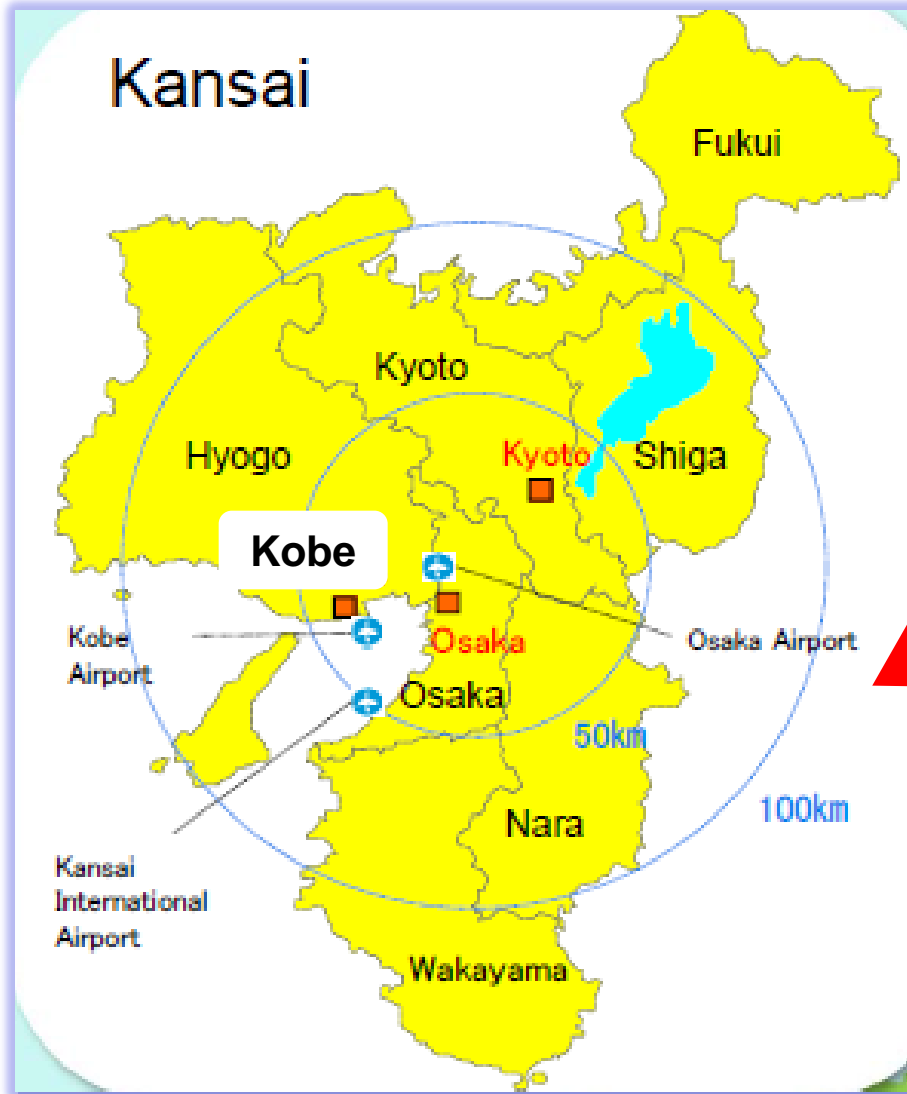 Kansai
Fukui
Kyoto
Hyogo
Kyoto
Shiga
Kobe
Kobe
Airport
Osaka
Osaka Airport
Osaka
50km
100km
Nara
Kansai
International
Airport
Wakayama